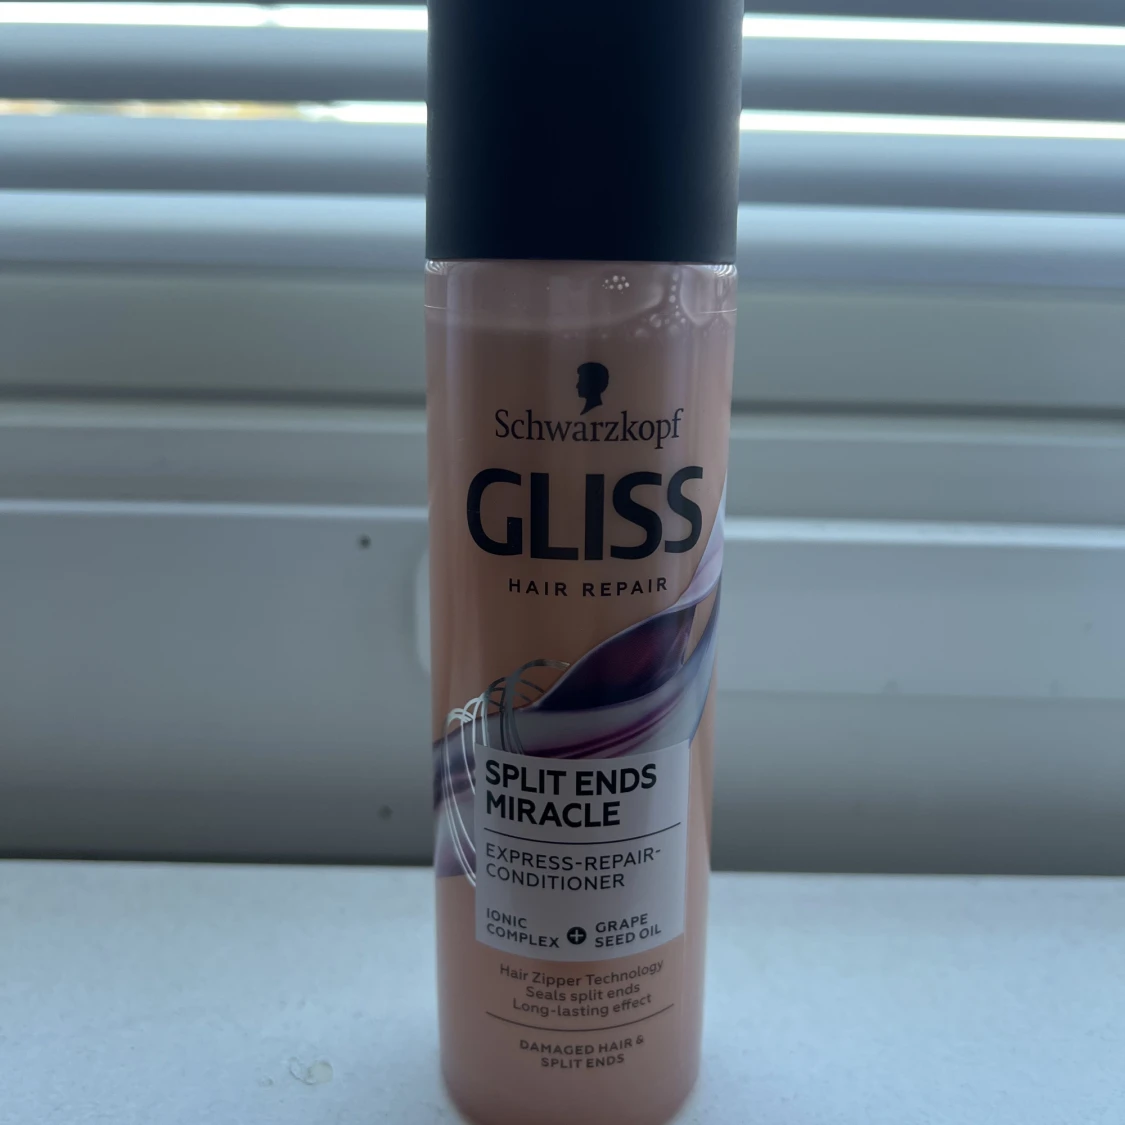 Schwarzkopf
GLISS
HAIR REPAIR
SPLIT ENDS
MIRACLE
EXPRESS-REPAIR-
CONDITIONER
IONIC
COMPLEX + GRAPE
SEED OIL
Hair Zipper Technology
Seals split ends
Long-lasting effect
DAMAGED HAIR &
SPLIT ENDS